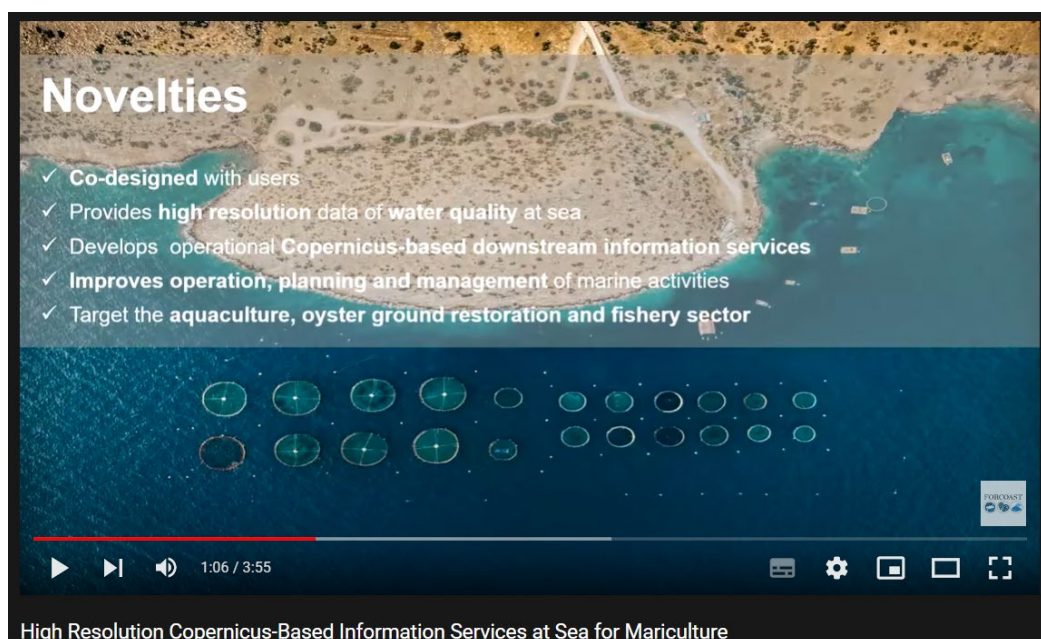 Novelties
✓ Co-designed with users
✓ Provides high resolution data of water quality at sea
✓ Develops operational Copernicus-based downstream information services
✓ Improves operation, planning and management of marine activities
✓ Target the aquaculture, oyster ground restoration and fishery sector
FORCOAST
1:06 / 3:55
High Resolution Copernicus-Based Information Services at Sea for Mariculture